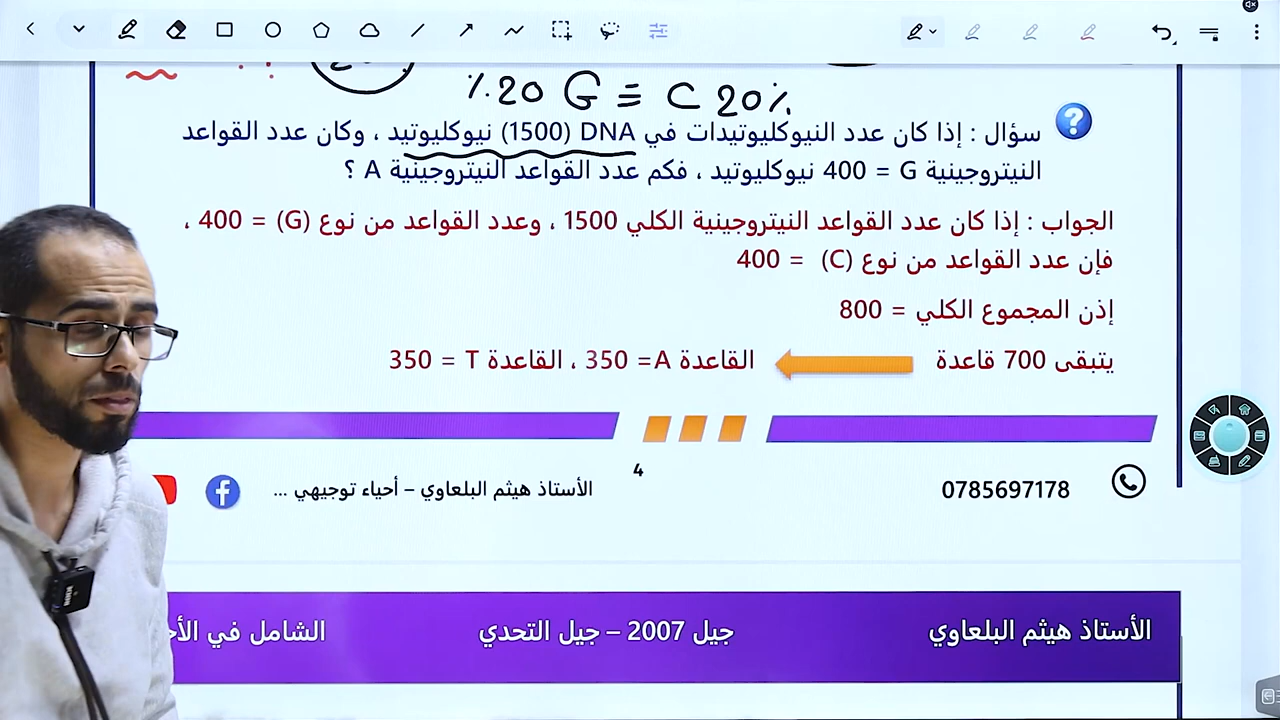 %20 G ≡ C 20%
سؤال : إذا كان عدد النيوكليوتيدات في DNA (1500) نيوكليوتيد ، وكان عدد القواعد
النيتروجينية G = 400 نيوكليوتيد ، فكم عدد القواعد النيتروجينية A ؟
الجواب : إذا كان عدد القواعد النيتروجينية الكلي 1500 ، وعدد القواعد من نوع (G) = 400 ،
فإن عدد القواعد من نوع (C) = 400
إذن المجموع الكلي = 800
يتبقى 700 قاعدة القاعدة A= 350 ، القاعدة T = 350
4
0785697178 الأستاذ هيثم البلعاوي – أحياء توجيهي ...
الأستاذ هيثم البلعاوي جيل 2007 – جيل التحدي الشامل في